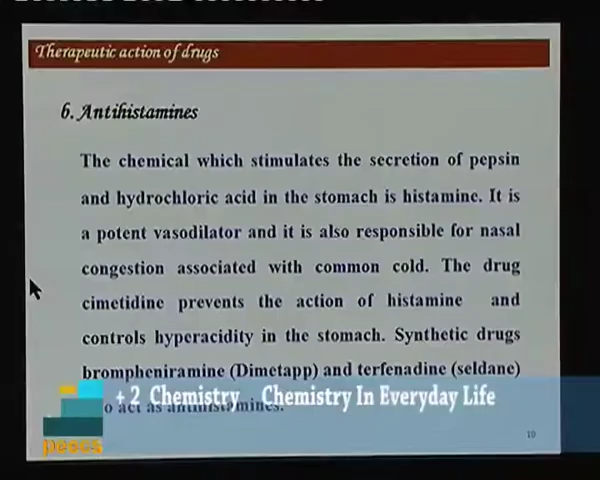 Therapeutic action of drugs
6. Antihistamines
The chemical which stimulates the secretion of pepsin
and hydrochloric acid in the stomach is histamine. It is
a potent vasodilator and it is also responsible for nasal
congestion associated with common cold. The drug
cimetidine prevents the action of histamine and
controls hyperacidity in the stomach. Synthetic drugs
brompheniramine (Dimetapp) and terfenadine (seldane)
+ 2 Chemistry Chemistry In Everyday Life
act as antihistamines.
peecs
19